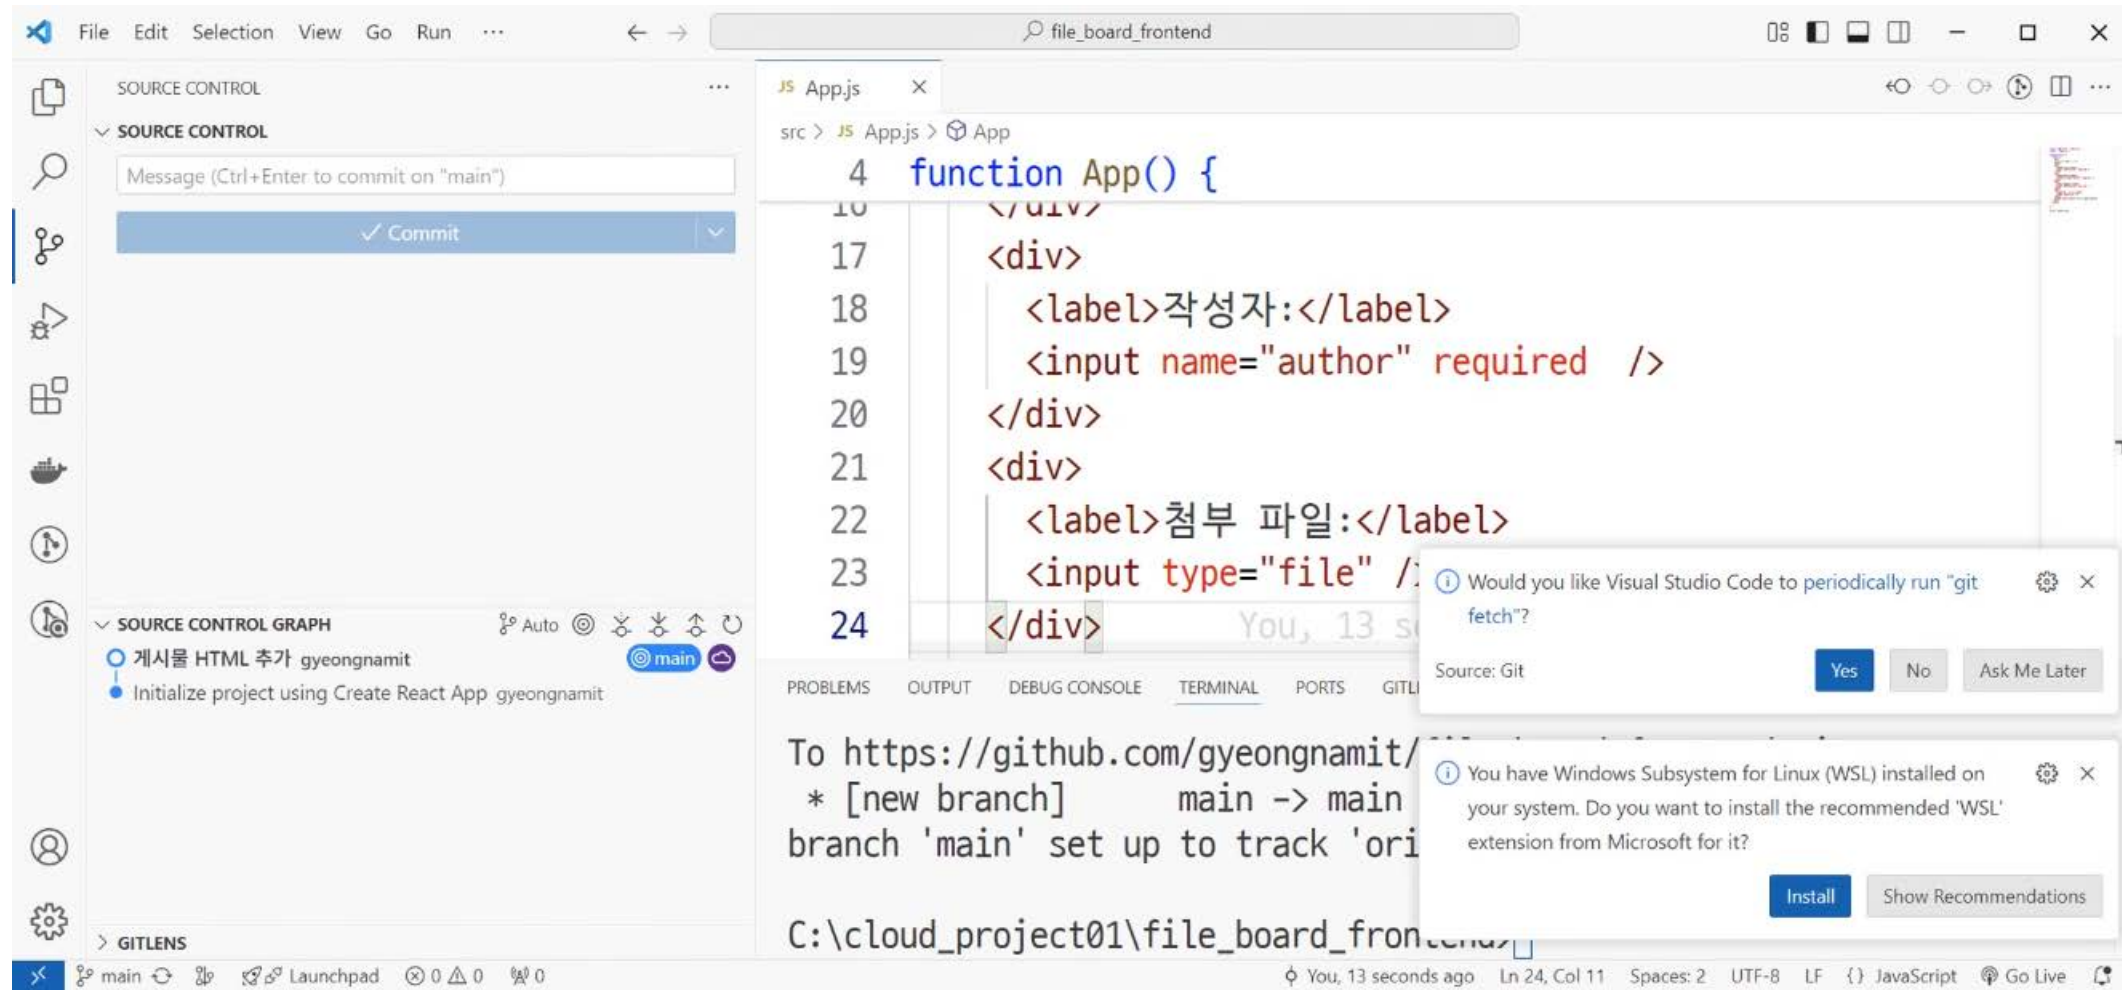 File Edit Selection View Go Run ··· file_board_frontend
SOURCE CONTROL
SOURCE CONTROL
Message (Ctrl+Enter to commit on "main")
Commit
SOURCE CONTROL GRAPH Auto
게시물 HTML 추가 gyeongnamit main
Initialize project using Create React App gyeongnamit
GITLENS
JS App.js
src > JS App.js > App
4 function App() {
16 </div>
17 <div>
18 <label>작성자:</label>
19 <input name="author" required />
20 </div>
21 <div>
22 <label>첨부 파일:</label>
23 <input type="file" />
24 </div> You, 13
PROBLEMS OUTPUT DEBUG CONSOLE TERMINAL PORTS GITL
To https://github.com/gyeongnamit/
* [new branch] main -> main
branch 'main' set up to track 'ori
C:\cloud_project01\file_board_frontend>
Would you like Visual Studio Code to periodically run "git
fetch"?
Source: Git Yes No Ask Me Later
You have Windows Subsystem for Linux (WSL) installed on
your system. Do you want to install the recommended 'WSL'
extension from Microsoft for it?
Install Show Recommendations
main Launchpad 0 0 0 You, 13 seconds ago Ln 24, Col 11 Spaces: 2 UTF-8 LF {} JavaScript Go Live